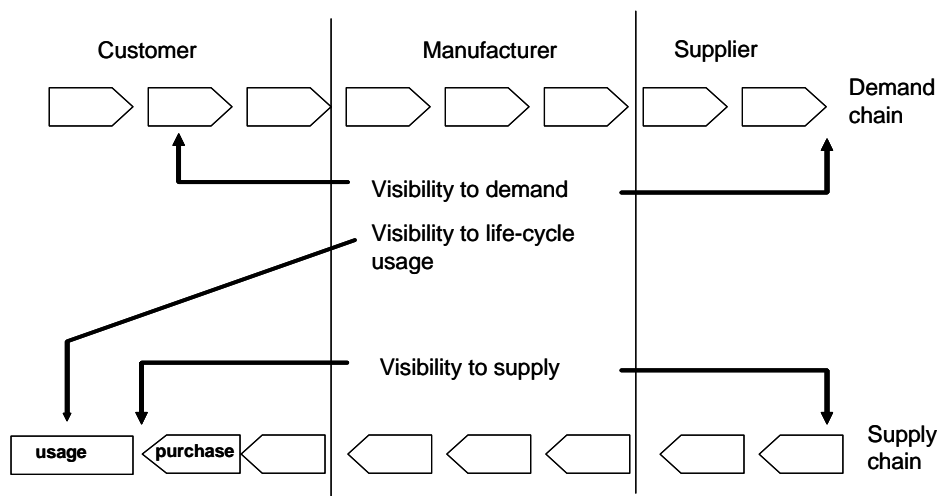 Customer
Manufacturer
Supplier
Demand
chain
Visibility to demand
Visibility to life-cycle
usage
Visibility to supply
usage
purchase
Supply
chain